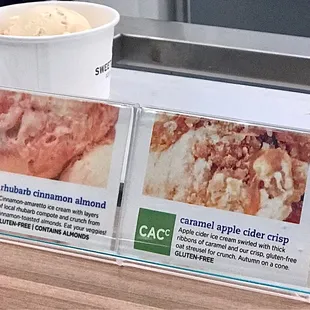 SWEET
rhubarb cinnamon almond
Cinnamon-amaretto ice cream with layers
of local rhubarb compote and crunch from
cinnamon-toasted almonds. Eat your veggies!
GLUTEN-FREE | CONTAINS ALMONDS
CACc
caramel apple cider crisp
Apple cider ice cream swirled with thick
ribbons of caramel and our crisp, gluten-free
oat streusel for crunch. Autumn on a cone.
GLUTEN-FREE